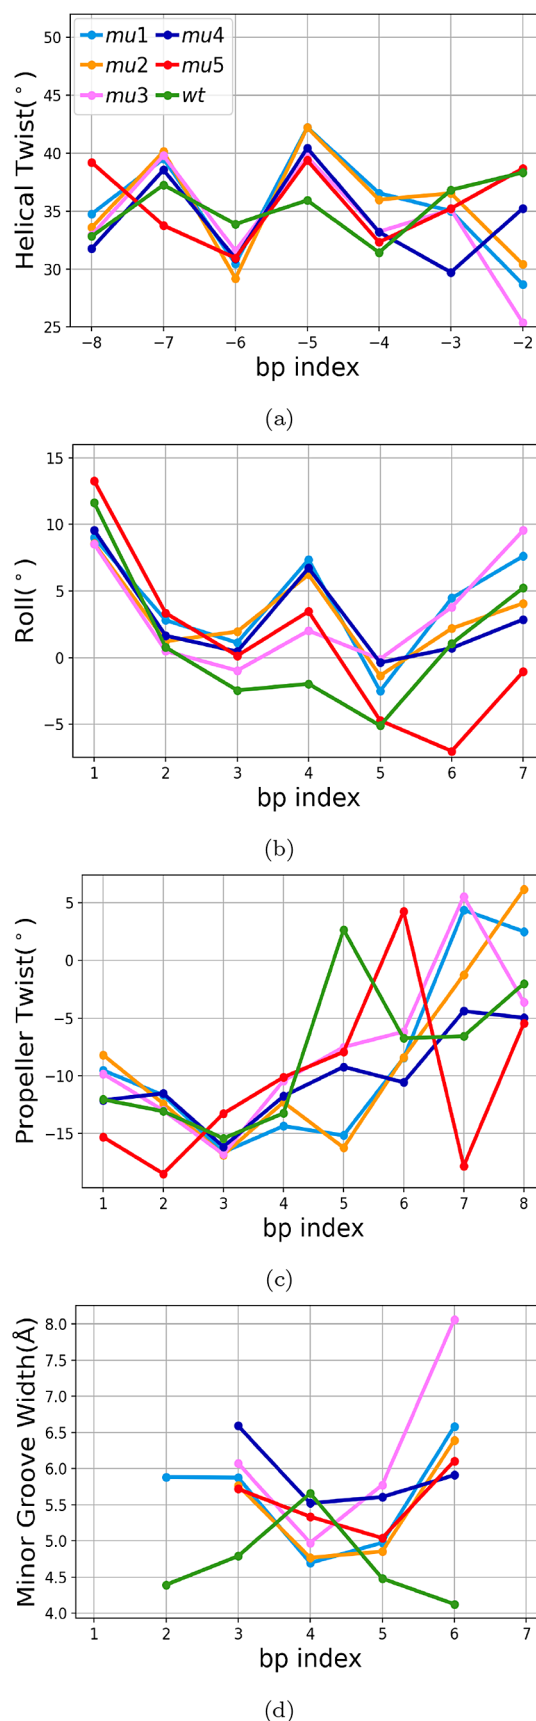 Helical Twist(°)
50
45
40
35
30
25
mu1 mu4
mu2 mu5
mu3 wt
−8 −7 −6 −5 −4 −3 −2
bp index
(a)
Roll(°)
15
10
5
0
−5
1 2 3 4 5 6 7
bp index
(b)
Propeller Twist(°)
5
0
−5
−10
−15
1 2 3 4 5 6 7 8
bp index
(c)
Minor Groove Width(Å)
8.0
7.5
7.0
6.5
6.0
5.5
5.0
4.5
4.0
1 2 3 4 5 6 7
bp index
(d)